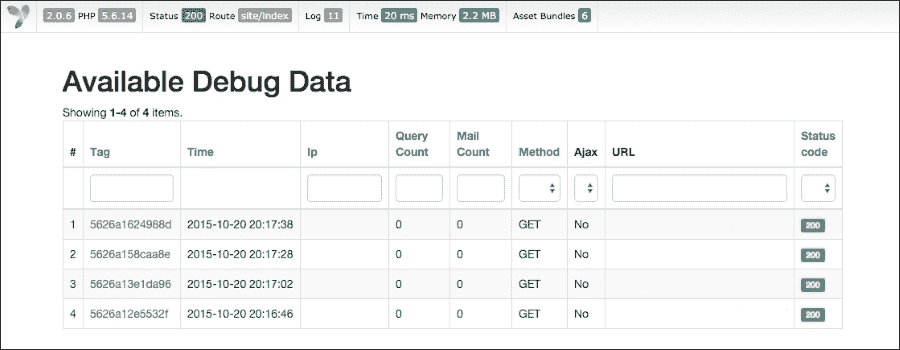 2.0.6 PHP 5.6.14 Status 200 Route site/index Log 11 Time 20 ms Memory 2.2 MB Asset Bundles 6
Available Debug Data
Showing 1-4 of 4 items.
# Tag Time Ip Query Count Mail Count Method Ajax URL Status code
1 5626a1624988d 2015-10-20 20:17:38 0 0 GET No 200
2 5626a158caa8e 2015-10-20 20:17:28 0 0 GET No 200
3 5626a13e1da96 2015-10-20 20:17:02 0 0 GET No 200
4 5626a12e5532f 2015-10-20 20:16:46 0 0 GET No 200